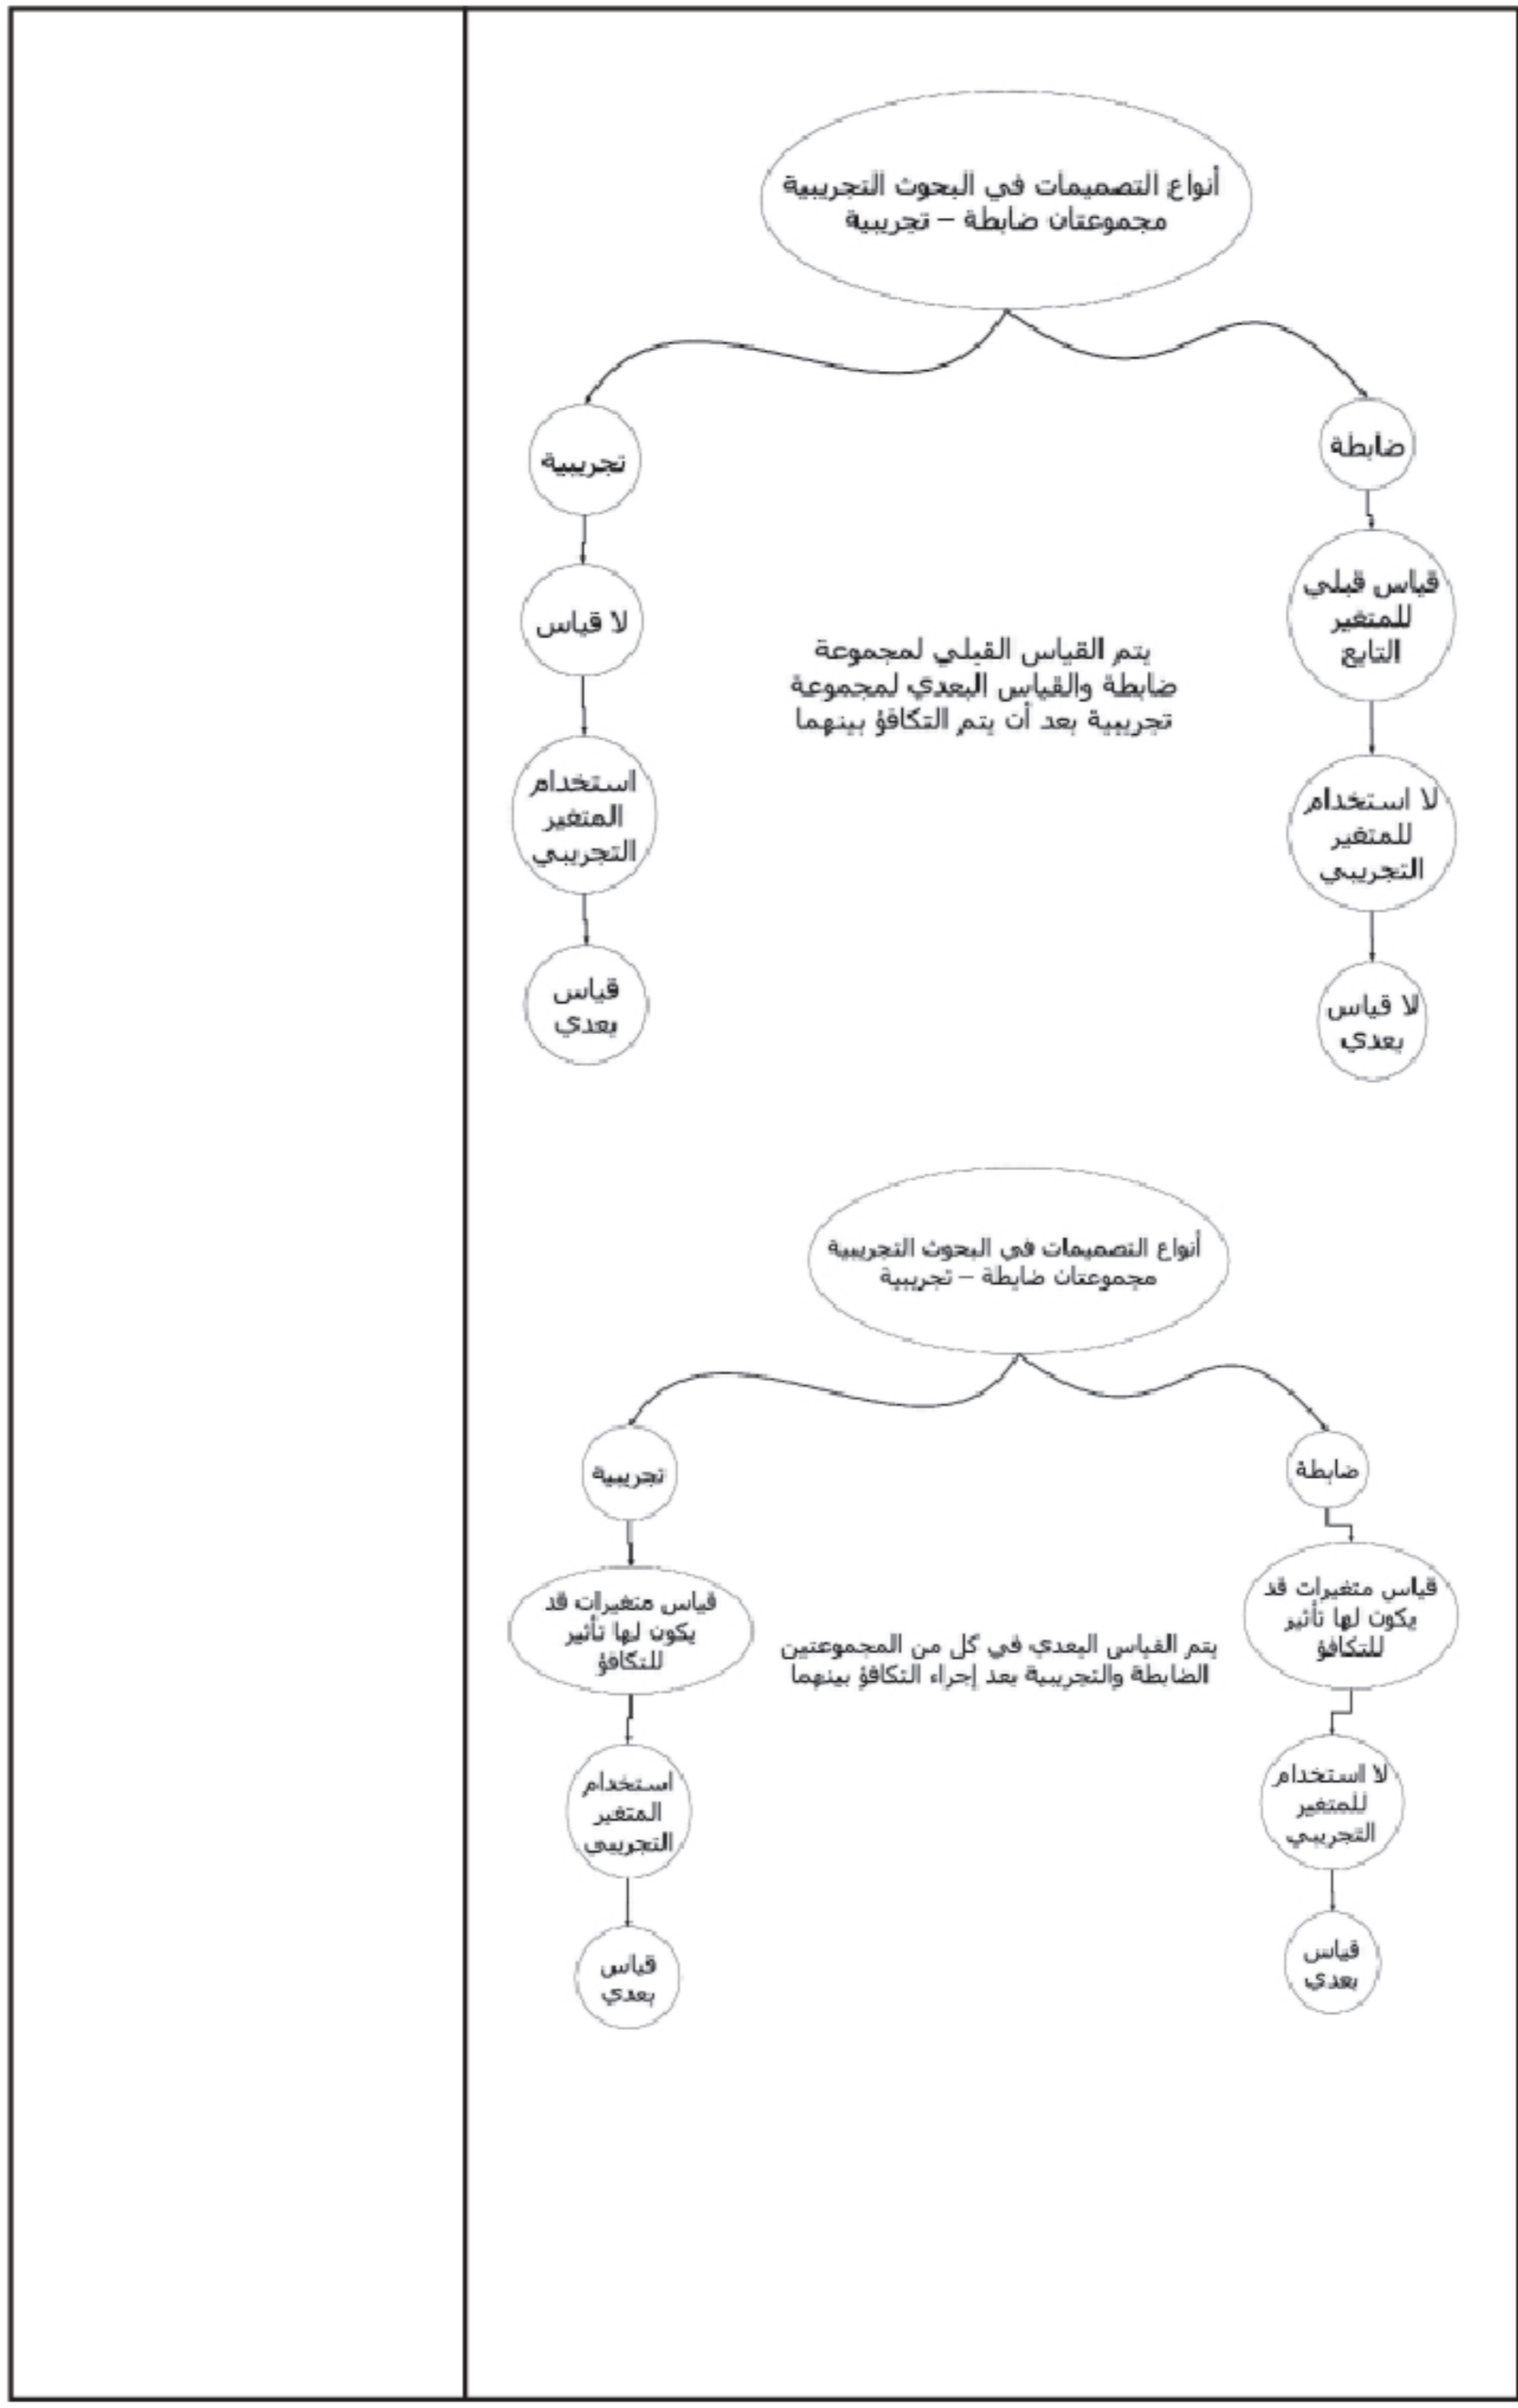 أنواع التصميمات في البحوث التجريبية
مجموعتان ضابطة – تجريبية
ضابطة
قياس قبلي
للمتغير
التابع
لا استخدام
للمتغير
التجريبي
لا قياس
بعدي
يتم القياس القبلي لمجموعة
ضابطة والقياس البعدي لمجموعة
تجريبية بعد أن يتم التكافؤ بينهما
تجريبية
لا قياس
استخدام
المتغير
التجريبي
قياس
بعدي
أنواع التصميمات في البحوث التجريبية
مجموعتان ضابطة – تجريبية
ضابطة
قياس متغيرات قد
يكون لها تأثير
للتكافؤ
لا استخدام
للمتغير
التجريبي
قياس
بعدي
يتم القياس البعدي في كل من المجموعتين
الضابطة والتجريبية بعد إجراء التكافؤ بينهما
تجريبية
قياس متغيرات قد
يكون لها تأثير
للتكافؤ
استخدام
المتغير
التجريبي
قياس
بعدي